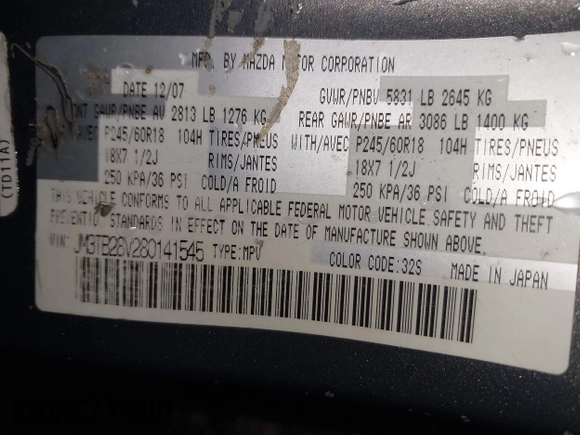 MFD. BY MAZDA MOTOR CORPORATION
DATE 12/07 GVWR/PNBV 5831 LB 2645 KG
GAWR/PNBE AV 2813 LB 1276 KG REAR GAWR/PNBE AR 3086 LB 1400 KG
P245/60R18 104H TIRES/PNEUS WITH/AVEC P245/60R18 104H TIRES/PNEUS
18X7 1/2J RIMS/JANTES 18X7 1/2J RIMS/JANTES
250 KPA/36 PSI COLD/A FROID 250 KPA/36 PSI COLD/A FROID
THIS VEHICLE CONFORMS TO ALL APPLICABLE FEDERAL MOTOR VEHICLE SAFETY AND THEFT
PREVENTION STANDARDS IN EFFECT ON THE DATE OF MANUFACTURE SHOWN ABOVE.
VIN: JM3TB28V280141545 TYPE:MPV COLOR CODE:32S MADE IN JAPAN
(TD11A)